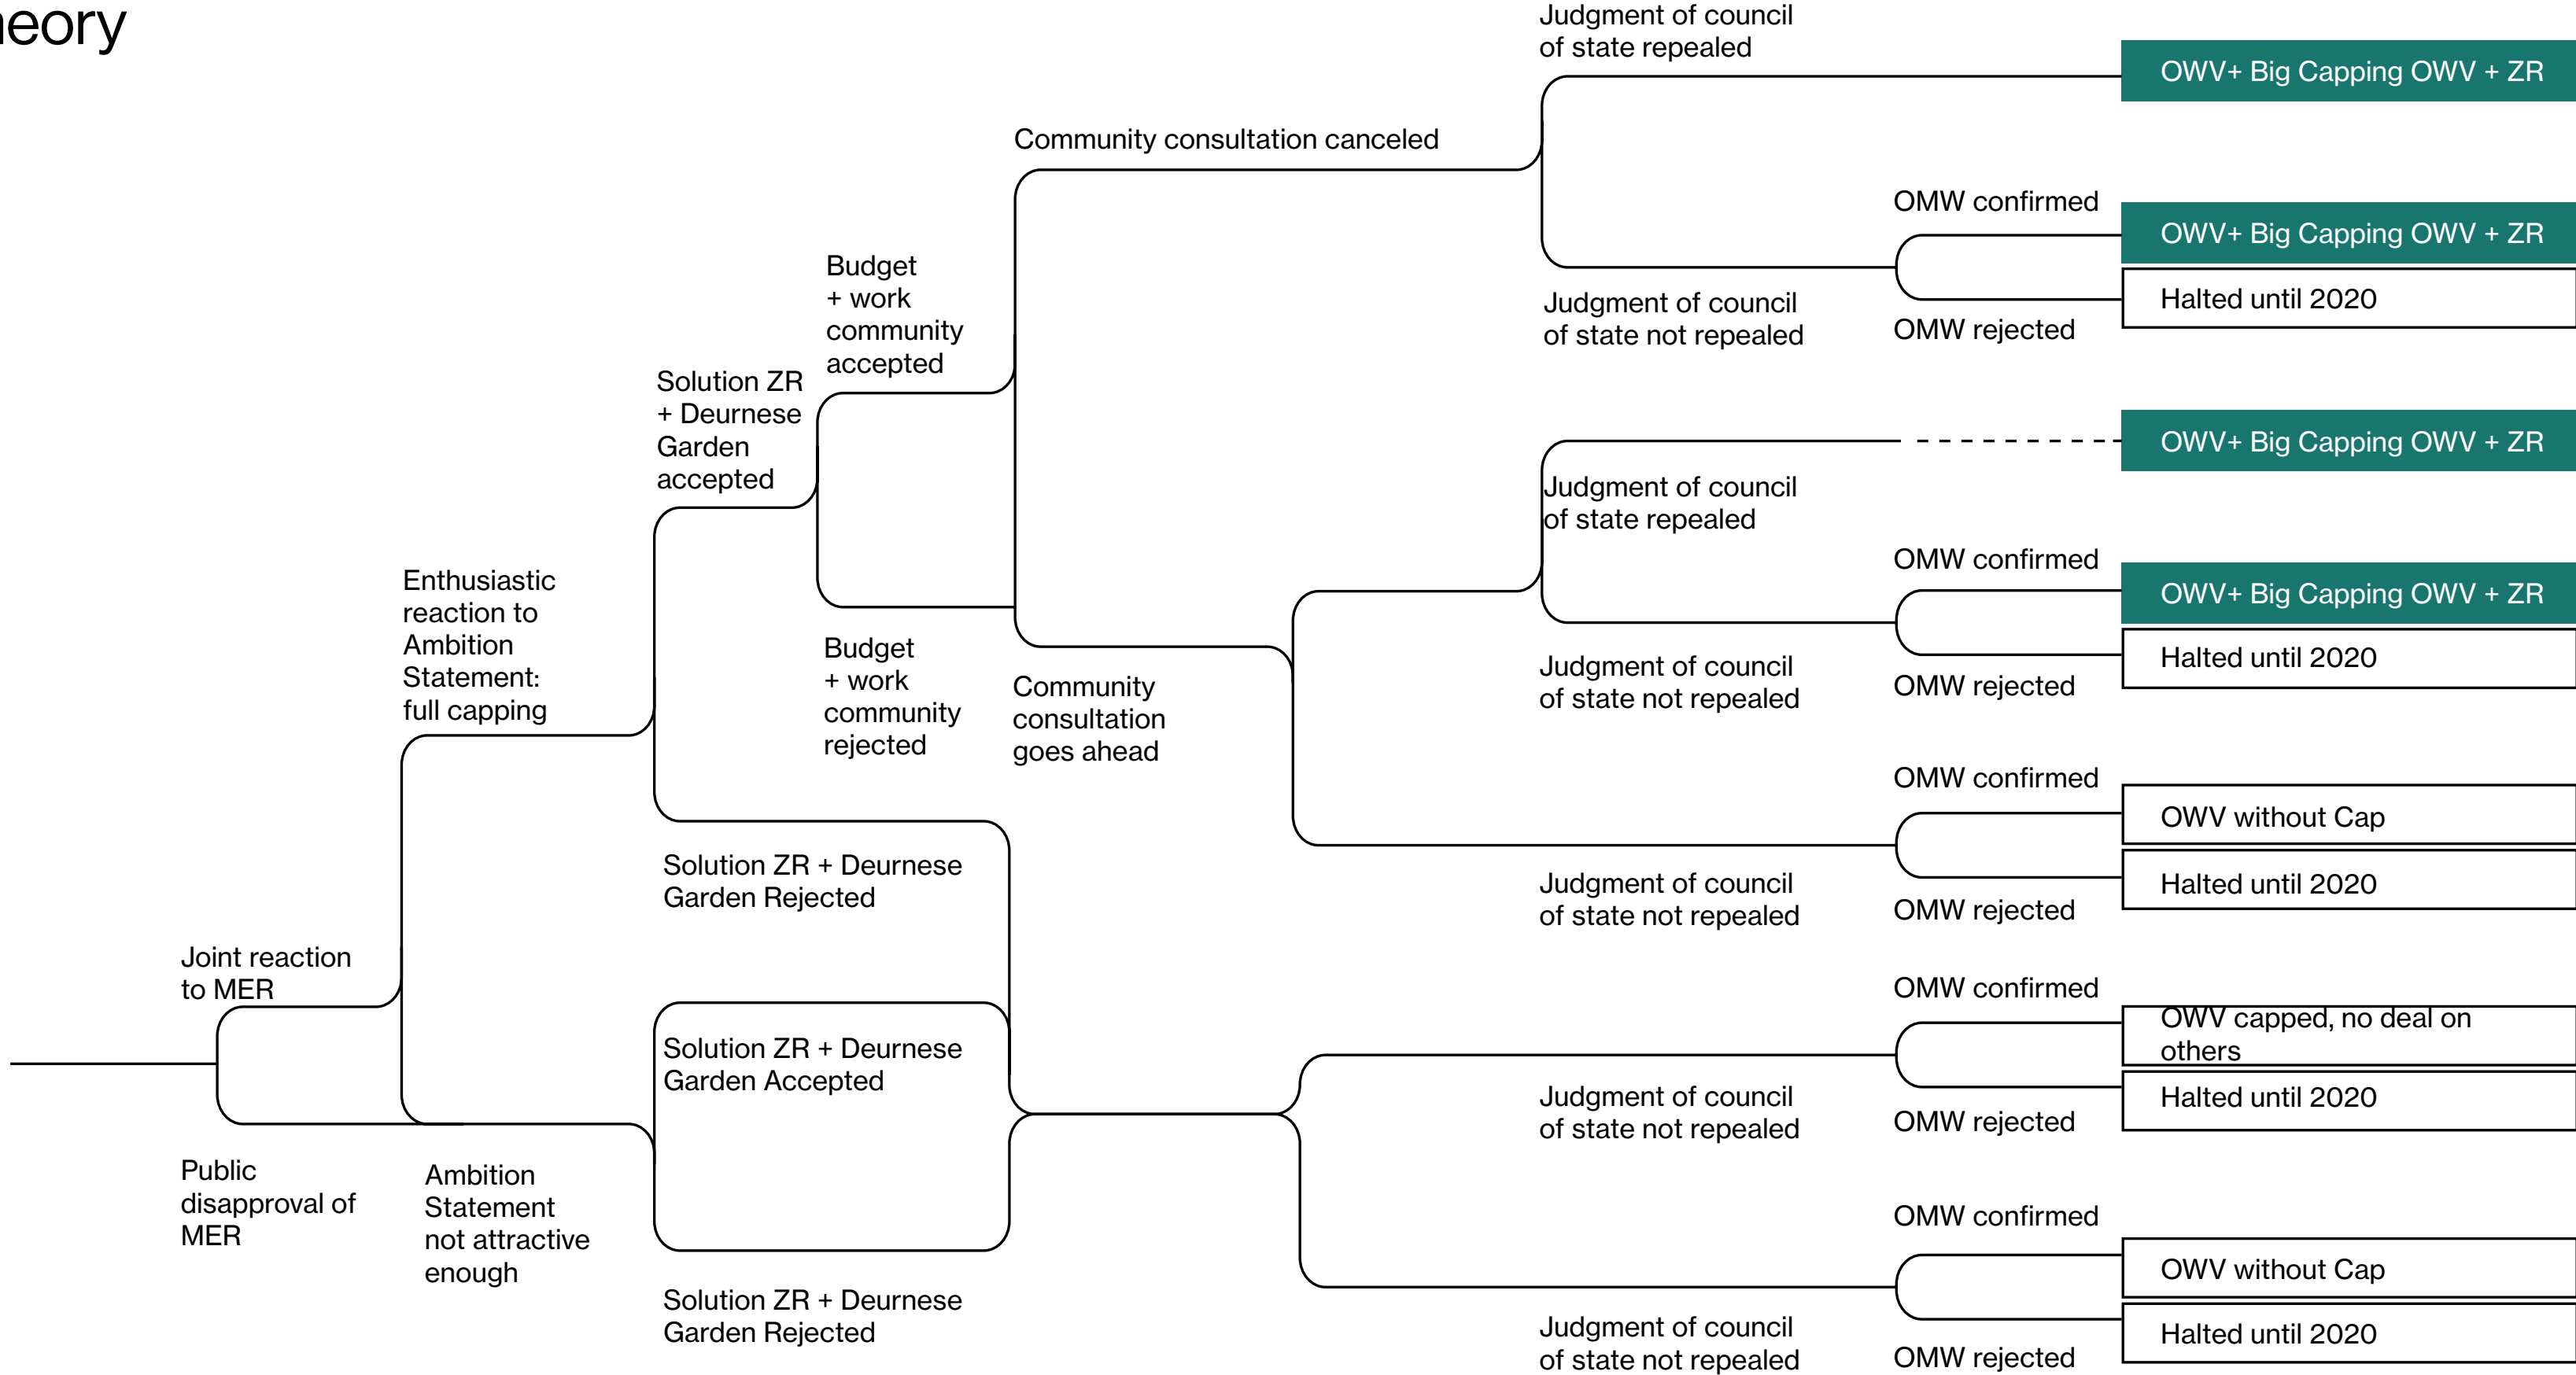 eory
Judgment of council
of state repealed
OWV+ Big Capping OWV + ZR
Community consultation canceled
OMW confirmed
OWV+ Big Capping OWV + ZR
Judgment of council
of state not repealed
OMW rejected
Halted until 2020
Budget
+ work
community
accepted
Solution ZR
+ Deurnese
Garden
accepted
OWV+ Big Capping OWV + ZR
Judgment of council
of state repealed
OMW confirmed
OWV+ Big Capping OWV + ZR
Enthusiastic
reaction to
Ambition
Statement:
full capping
Budget
+ work
community
rejected
Community
consultation
goes ahead
Judgment of council
of state not repealed
OMW rejected
Halted until 2020
OMW confirmed
OWV without Cap
Solution ZR + Deurnese
Garden Rejected
Judgment of council
of state not repealed
OMW rejected
Halted until 2020
Joint reaction
to MER
OMW confirmed
OWV capped, no deal on
others
Solution ZR + Deurnese
Garden Accepted
Judgment of council
of state not repealed
OMW rejected
Halted until 2020
Public
disapproval of
MER
Ambition
Statement
not attractive
enough
OMW confirmed
OWV without Cap
Solution ZR + Deurnese
Garden Rejected
Judgment of council
of state not repealed
OMW rejected
Halted until 2020